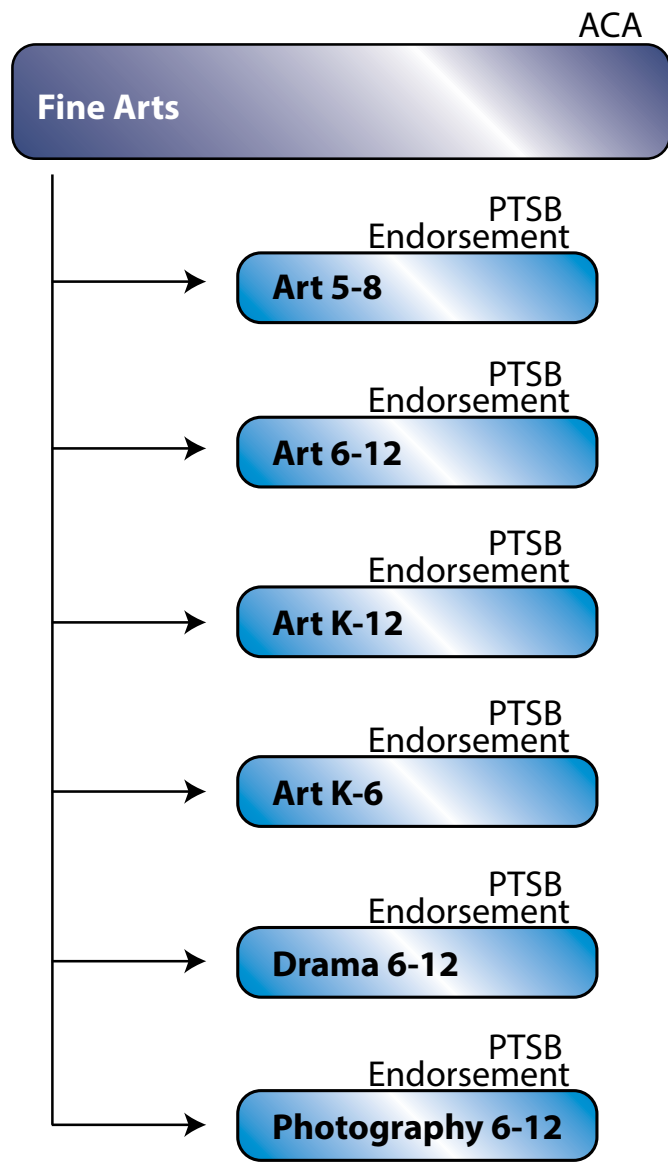 ACA
Fine Arts
PTSB
Endorsement
Art 5-8
PTSB
Endorsement
Art 6-12
PTSB
Endorsement
Art K-12
PTSB
Endorsement
Art K-6
PTSB
Endorsement
Drama 6-12
PTSB
Endorsement
Photography 6-12